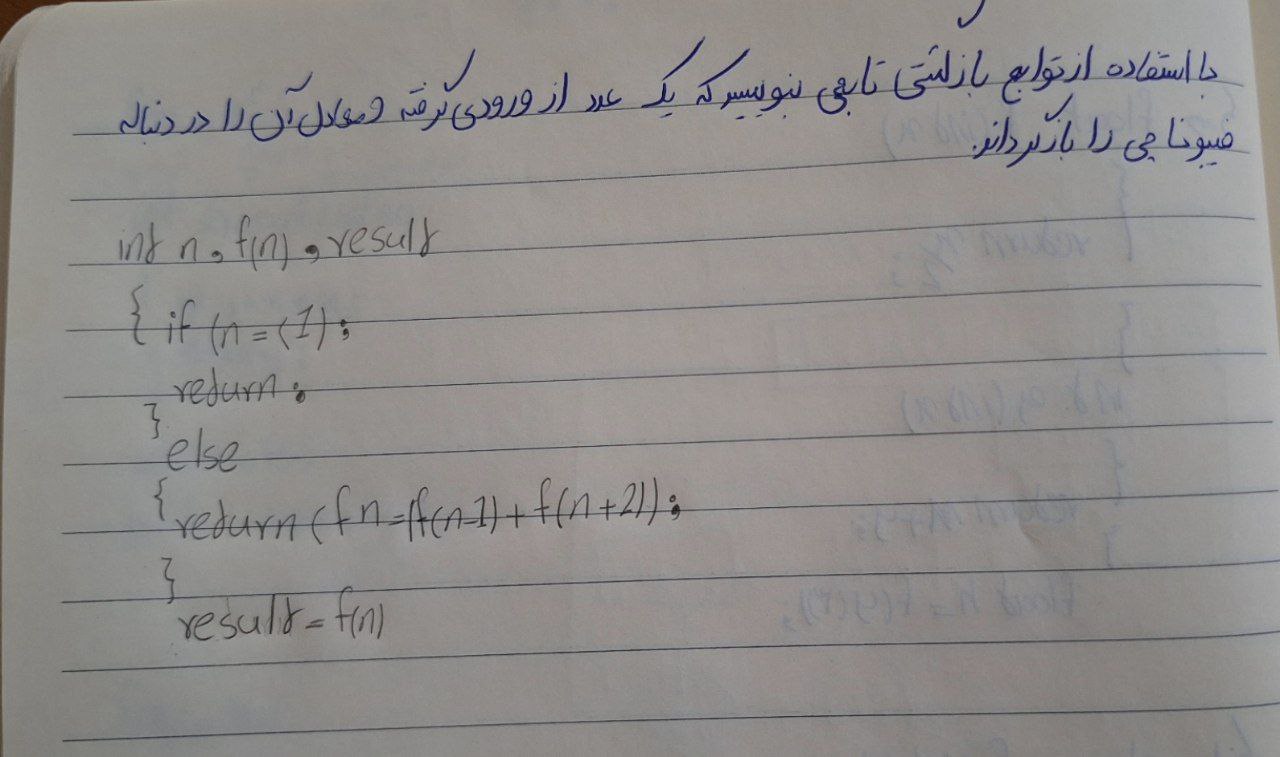 با استفاده از توابع بازگشتی تابعی بنویسید که یک عدد از ورودی گرفته و معادل آن را در دنباله
فیبوناچی را بازگرداند.
int n, f(n), result
{ if (n=<1);
return;
}
else
{ return (fn=(f(n-1)+f(n+2));
}
result = f(n)